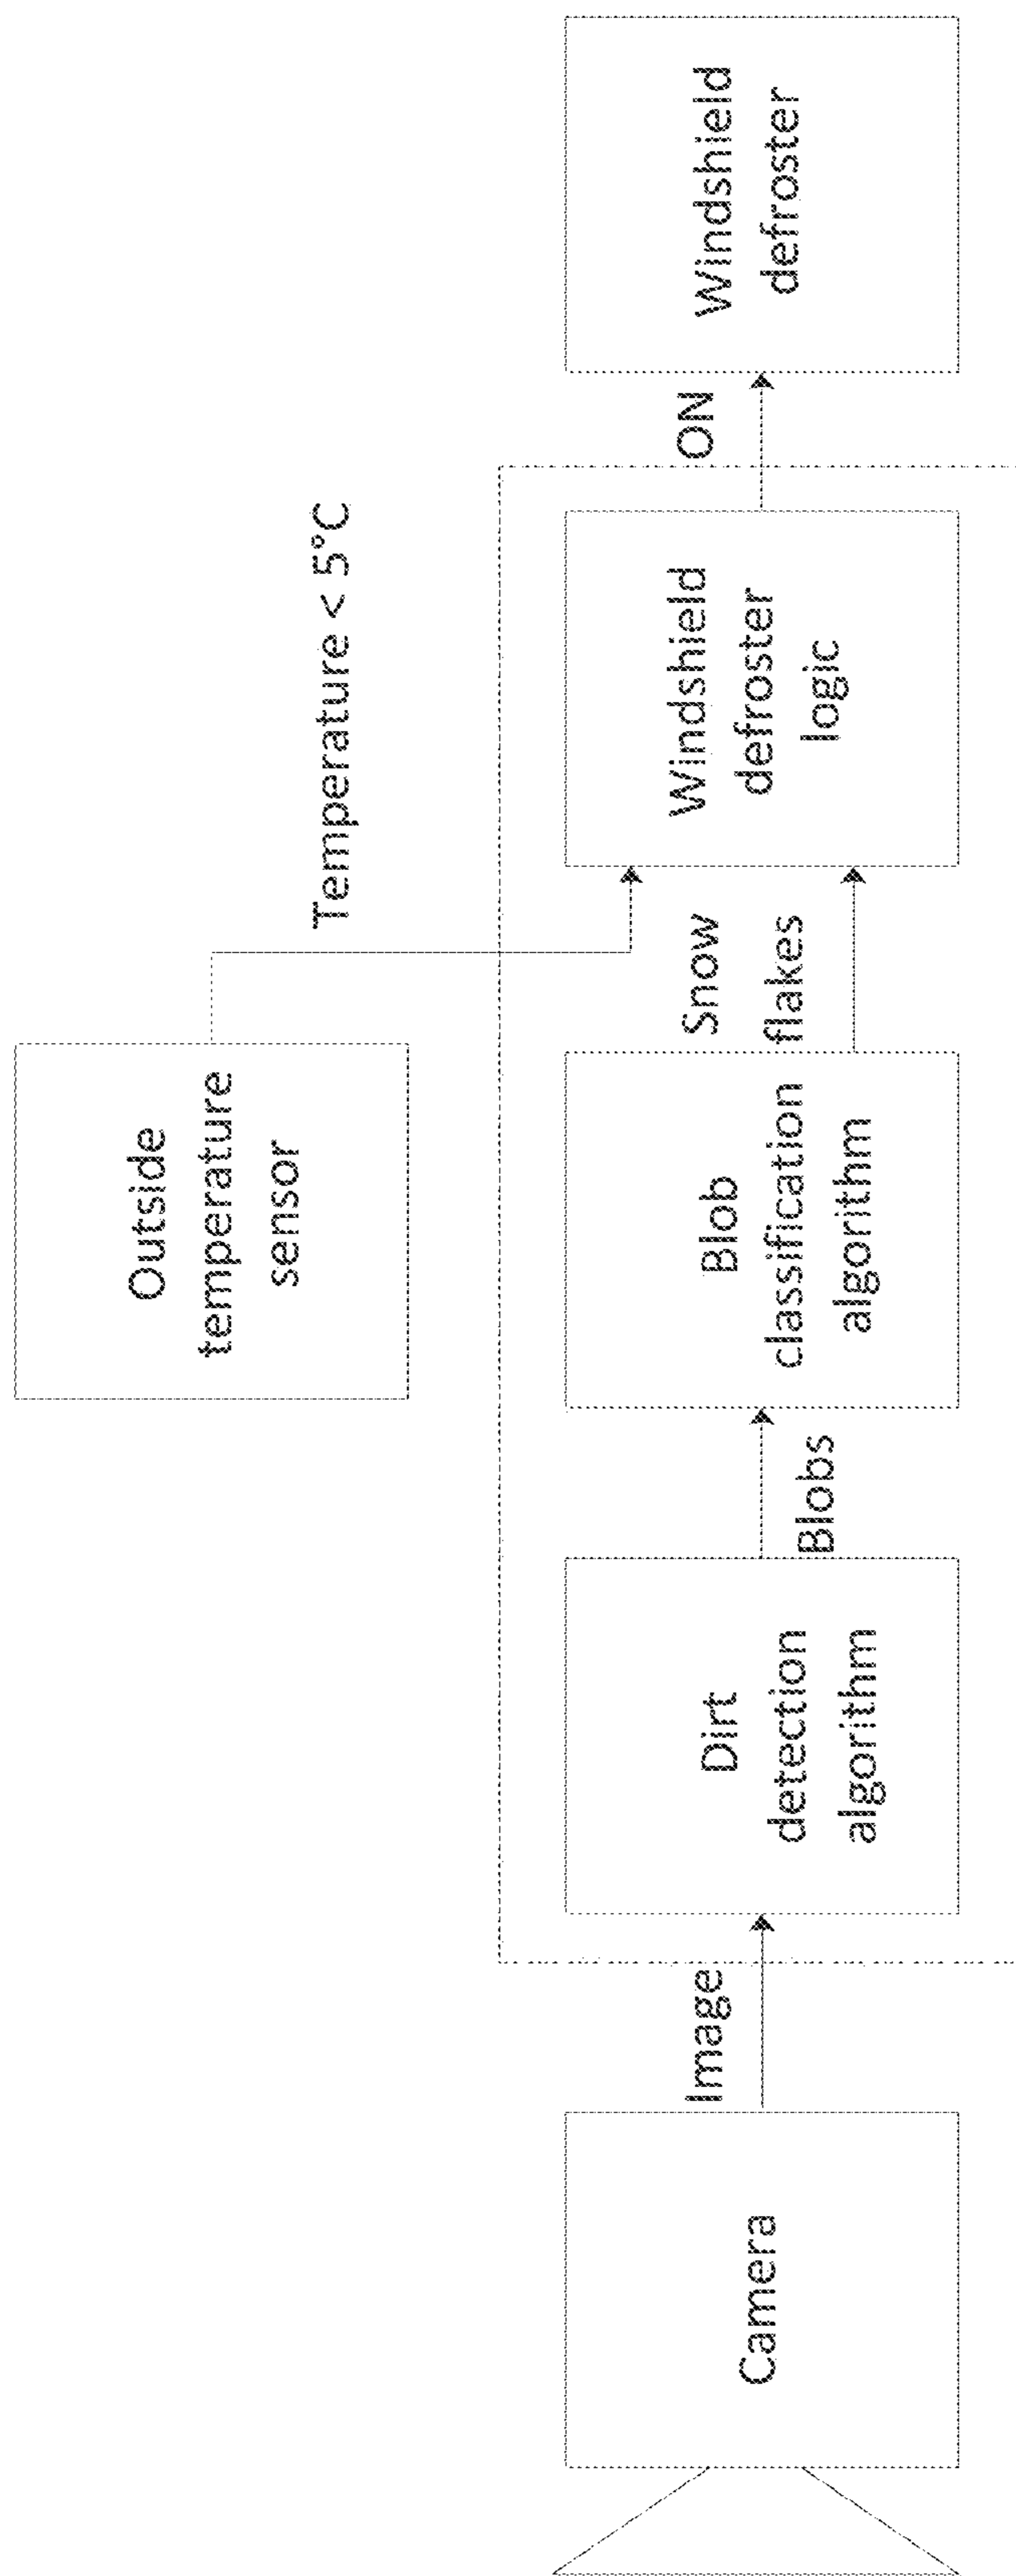 Outside
temperature
sensor
Temperature < 5°C
Camera
Image
Dirt
detection
algorithm
Blobs
Blob
classification
algorithm
Snow
flakes
Windshield
defroster
logic
ON
Windshield
defroster